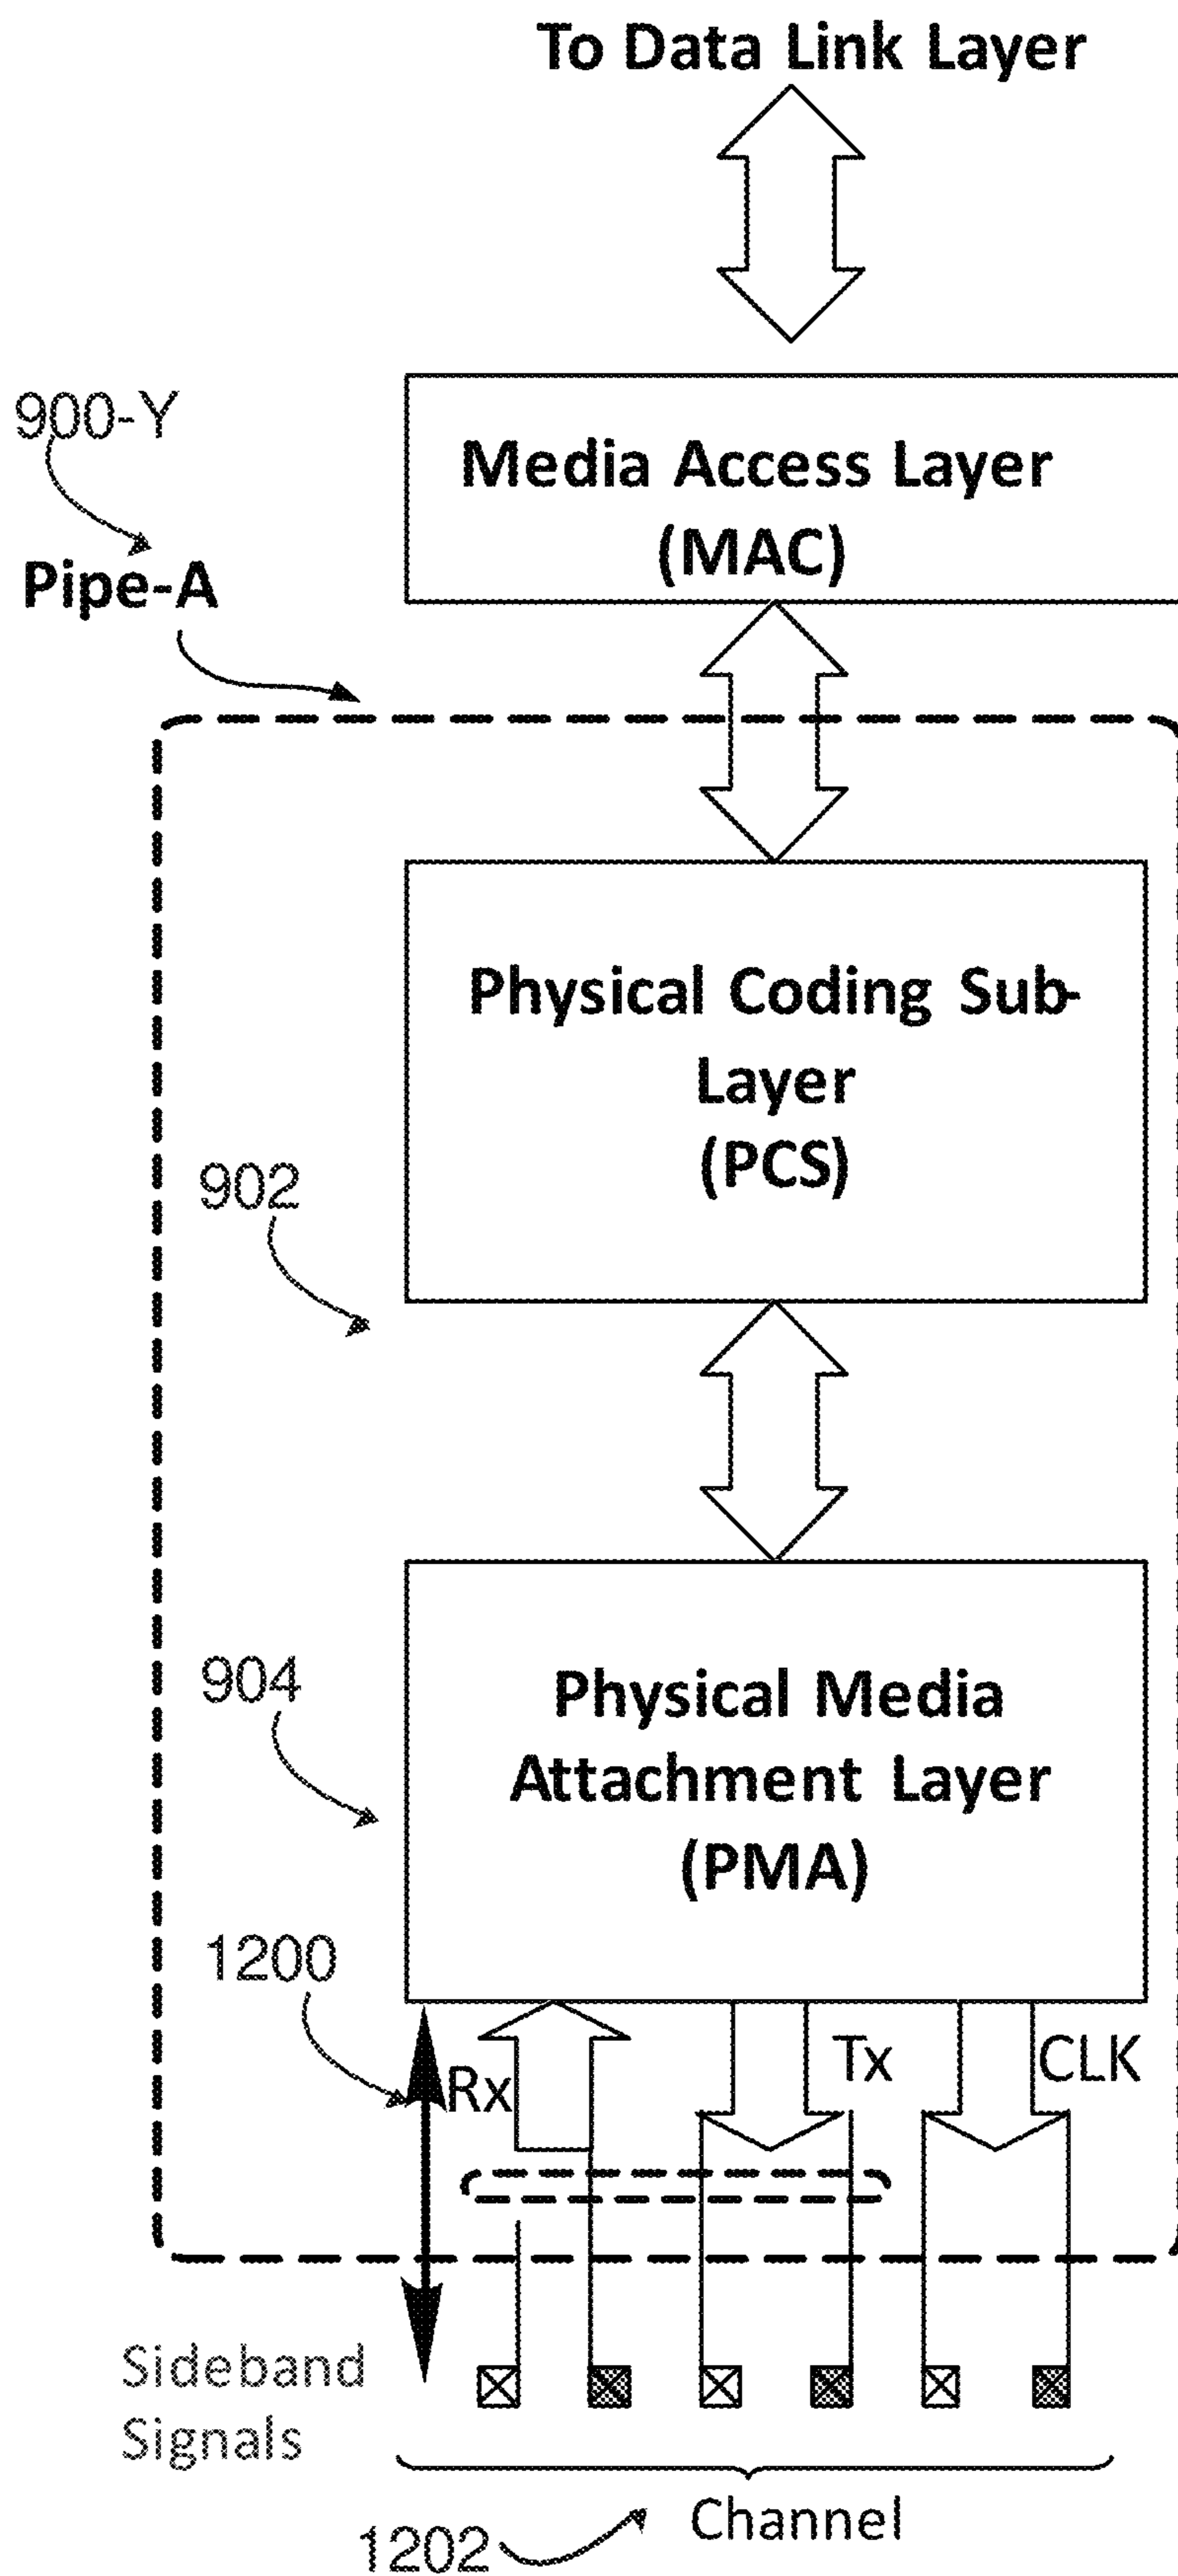 To Data Link Layer
900-Y
Media Access Layer
(MAC)
Pipe-A
Physical Coding Sub-
Layer
(PCS)
902
904
Physical Media
Attachment Layer
(PMA)
1200
Rx
Tx
CLK
Sideband
Signals
Channel
1202